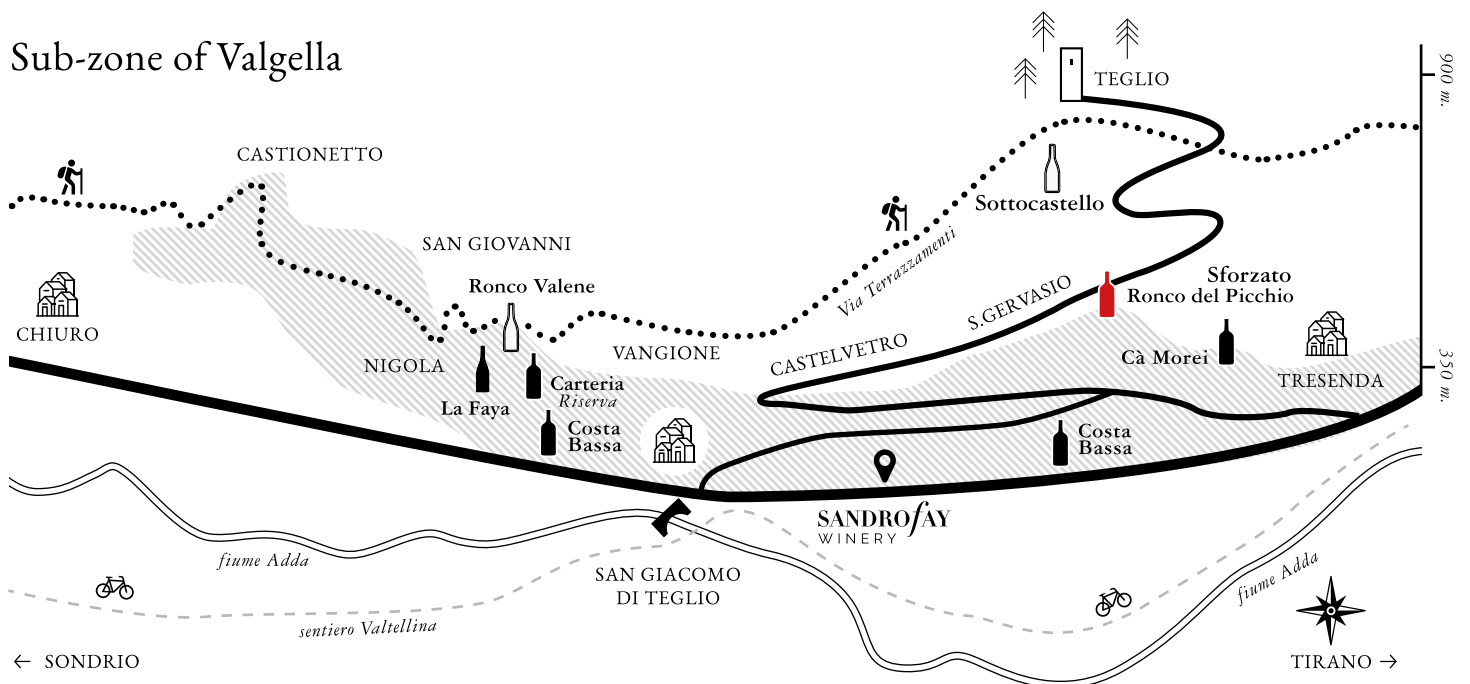 Sub-zone of Valgella
TEGLIO
900 m.
CASTIONETTO
Sottocastello
SAN GIOVANNI
Via Terrazzamenti
Ronco Valene
S.GERVASIO
Sforzato
Ronco del Picchio
CHIURO
NIGOLA
VANGIONE
CASTELVETRO
Cà Morei
TRESENDA
350 m.
La Faya
Carteria
Riserva
Costa
Bassa
Costa
Bassa
SANDROfAY
WINERY
fiume Adda
SAN GIACOMO
DI TEGLIO
fiume Adda
sentiero Valtellina
← SONDRIO
TIRANO →